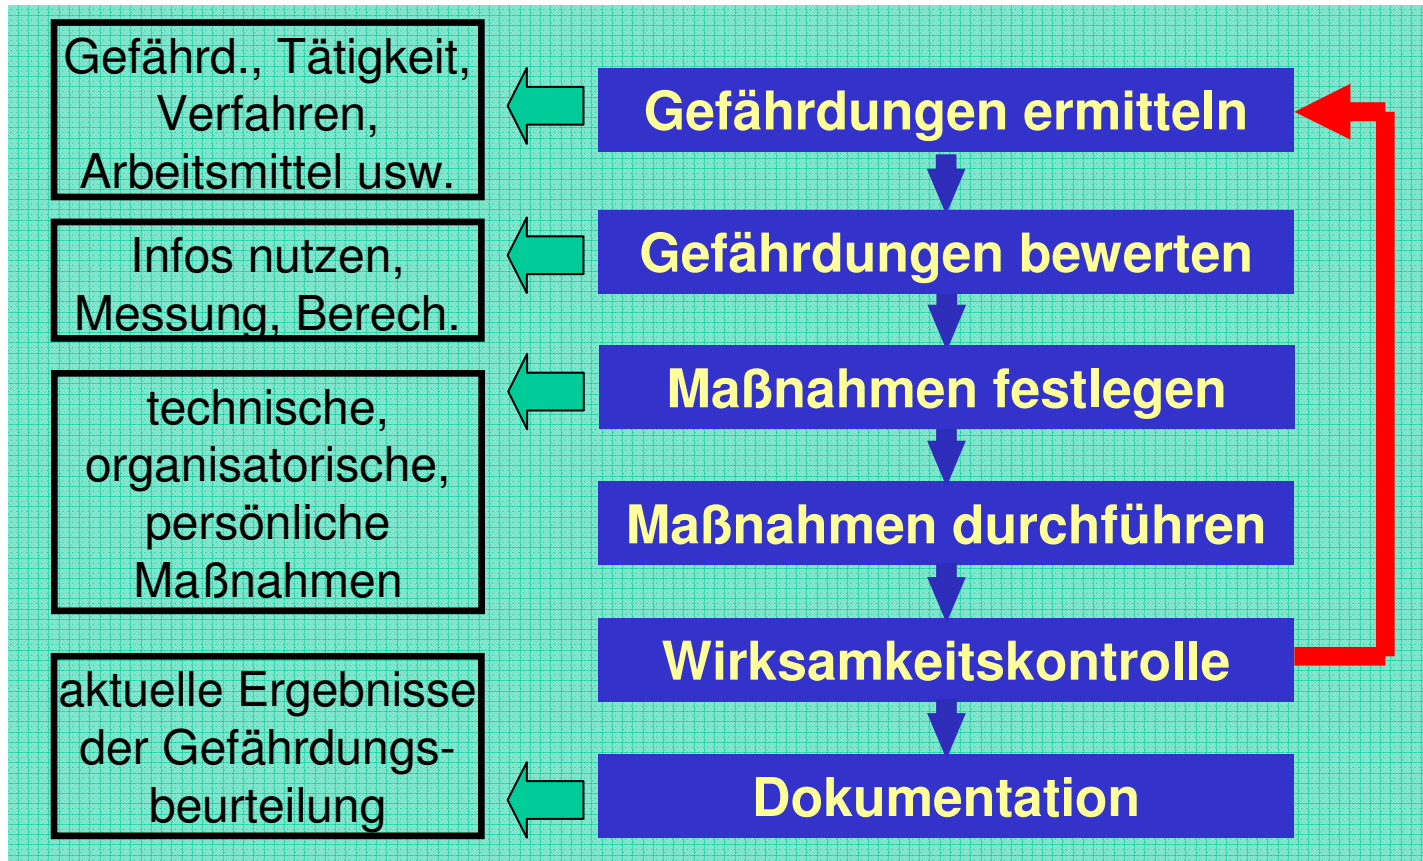 Gefährd., Tätigkeit,
Verfahren,
Arbeitsmittel usw.
Gefährdungen ermitteln
Infos nutzen,
Messung, Berech.
Gefährdungen bewerten
technische,
organisatorische,
persönliche
Maßnahmen
Maßnahmen festlegen
Maßnahmen durchführen
Wirksamkeitskontrolle
aktuelle Ergebnisse
der Gefährdungs-
beurteilung
Dokumentation